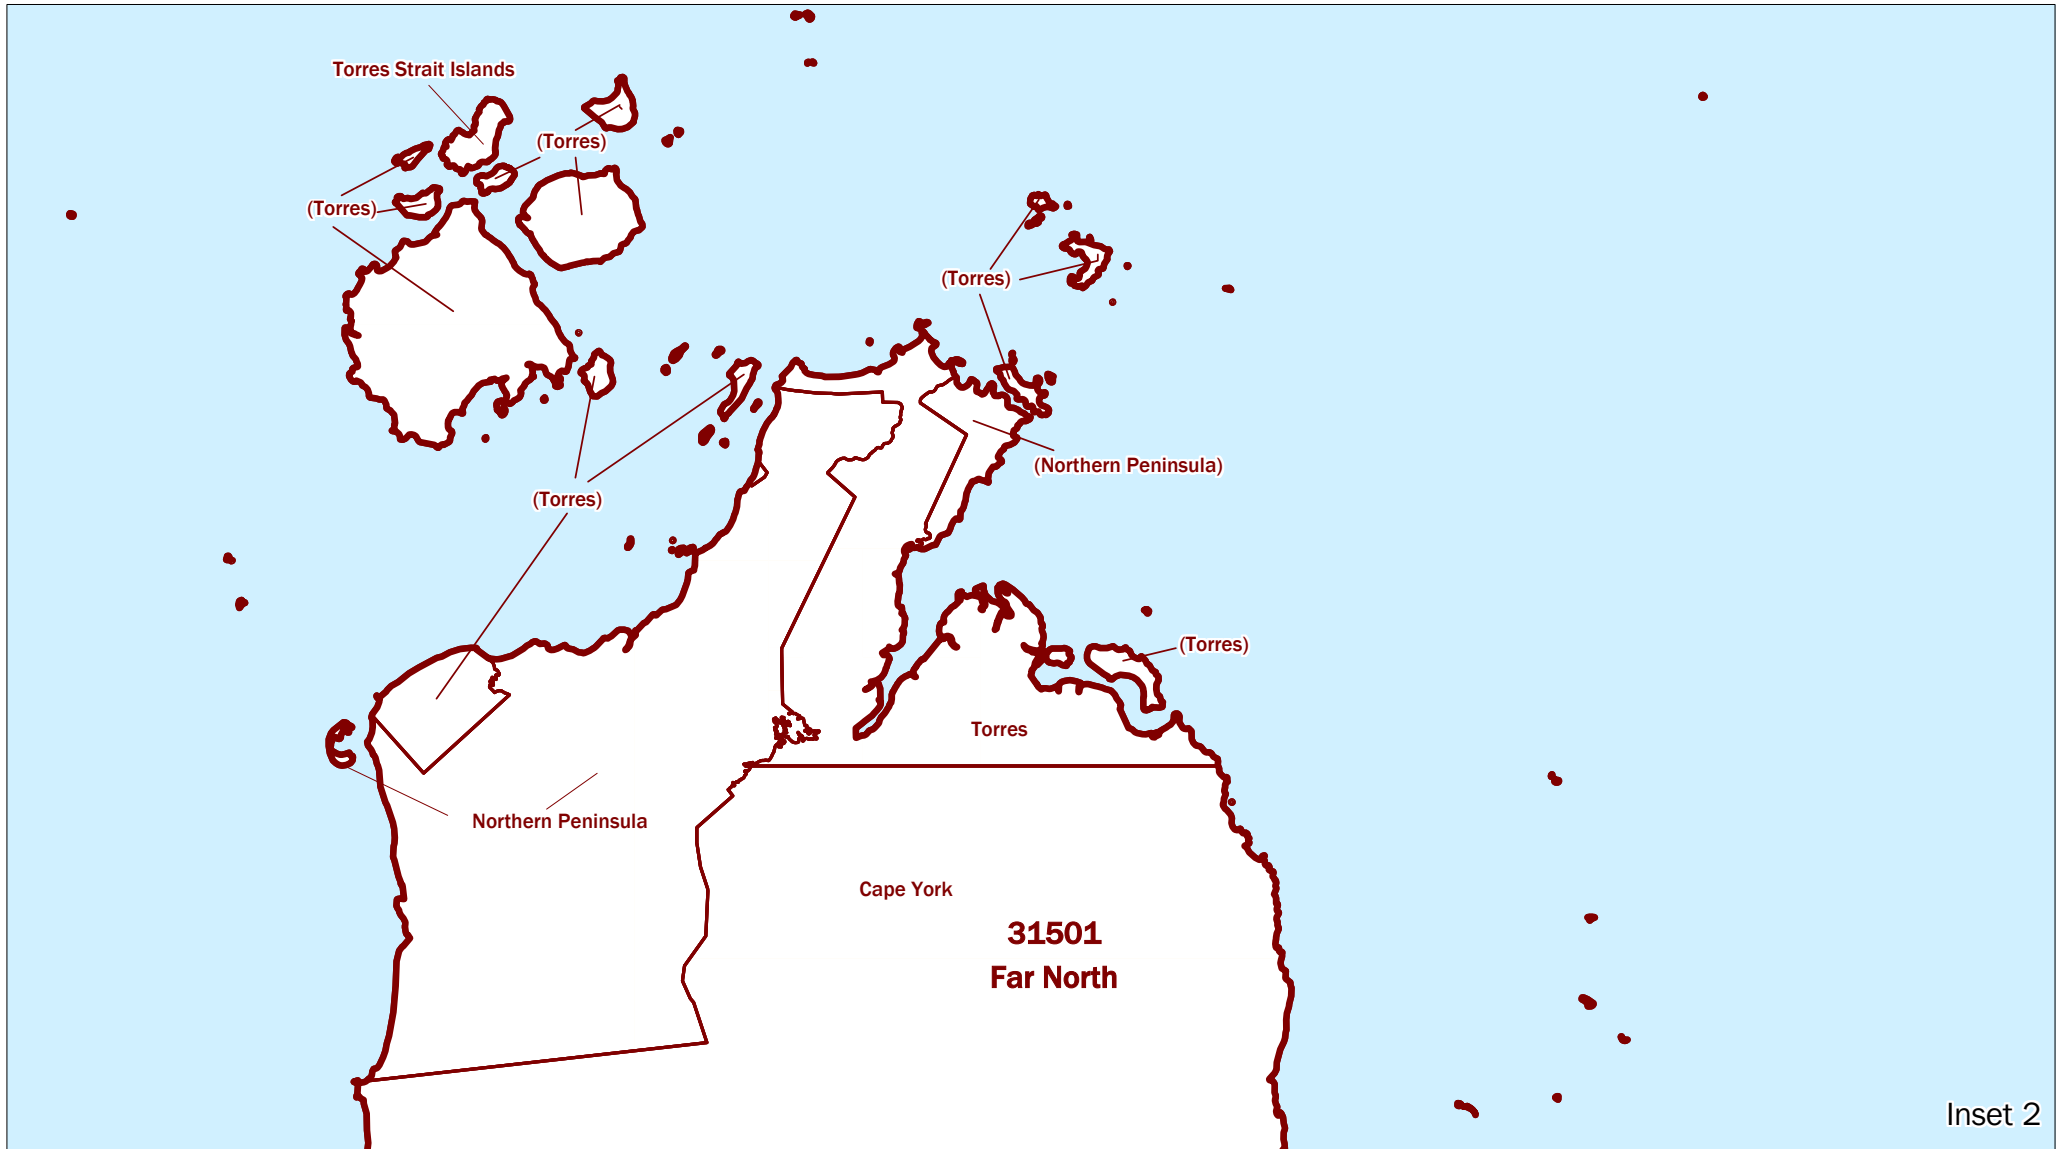 Torres Strait Islands
(Torres)
(Torres)
(Torres)
(Northern Peninsula)
(Torres)
(Torres)
Torres
Northern Peninsula
Cape York
31501
Far North
Inset 2